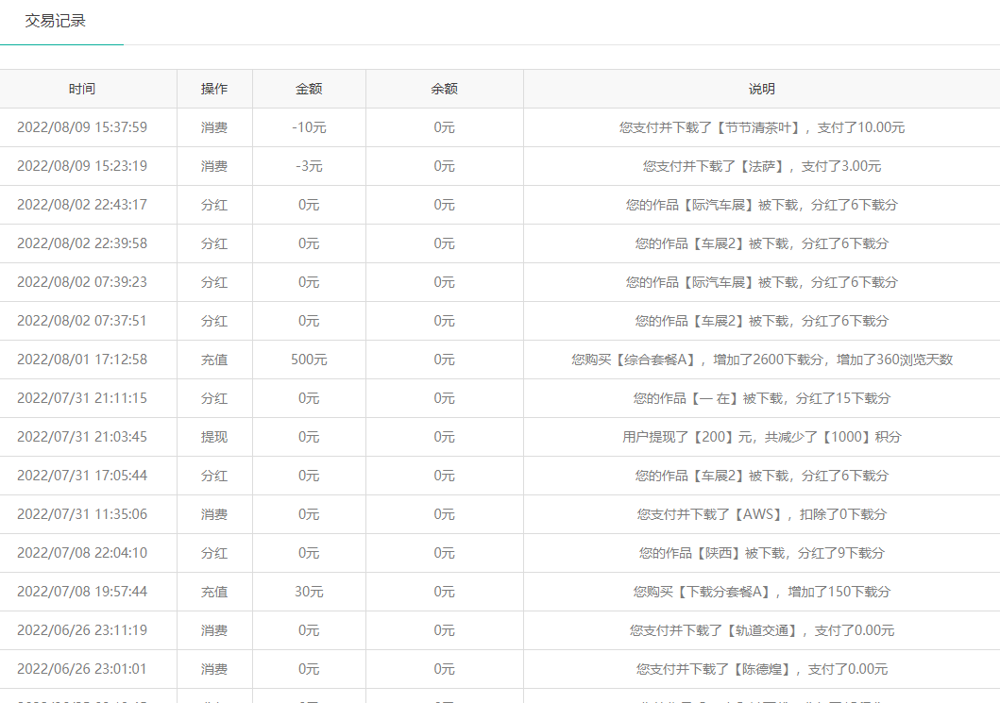 交易记录
时间 操作 金额 余额 说明
2022/08/09 15:37:59 消费 -10元 0元 您支付并下载了【节节清茶叶】，支付了10.00元
2022/08/09 15:23:19 消费 -3元 0元 您支付并下载了【法萨】，支付了3.00元
2022/08/02 22:43:17 分红 0元 0元 您的作品【际汽车展】被下载，分红了6下载分
2022/08/02 22:39:58 分红 0元 0元 您的作品【车展2】被下载，分红了6下载分
2022/08/02 07:39:23 分红 0元 0元 您的作品【际汽车展】被下载，分红了6下载分
2022/08/02 07:37:51 分红 0元 0元 您的作品【车展2】被下载，分红了6下载分
2022/08/01 17:12:58 充值 500元 0元 您购买【综合套餐A】，增加了2600下载分，增加了360浏览天数
2022/07/31 21:11:15 分红 0元 0元 您的作品【一 在】被下载，分红了15下载分
2022/07/31 21:03:45 提现 0元 0元 用户提现了【200】元，共减少了【1000】积分
2022/07/31 17:05:44 分红 0元 0元 您的作品【车展2】被下载，分红了6下载分
2022/07/31 11:35:06 消费 0元 0元 您支付并下载了【AWS】，扣除了0下载分
2022/07/08 22:04:10 分红 0元 0元 您的作品【陕西】被下载，分红了9下载分
2022/07/08 19:57:44 充值 30元 0元 您购买【下载分套餐A】，增加了150下载分
2022/06/26 23:11:19 消费 0元 0元 您支付并下载了【轨道交通】，支付了0.00元
2022/06/26 23:01:01 消费 0元 0元 您支付并下载了【陈德煌】，支付了0.00元